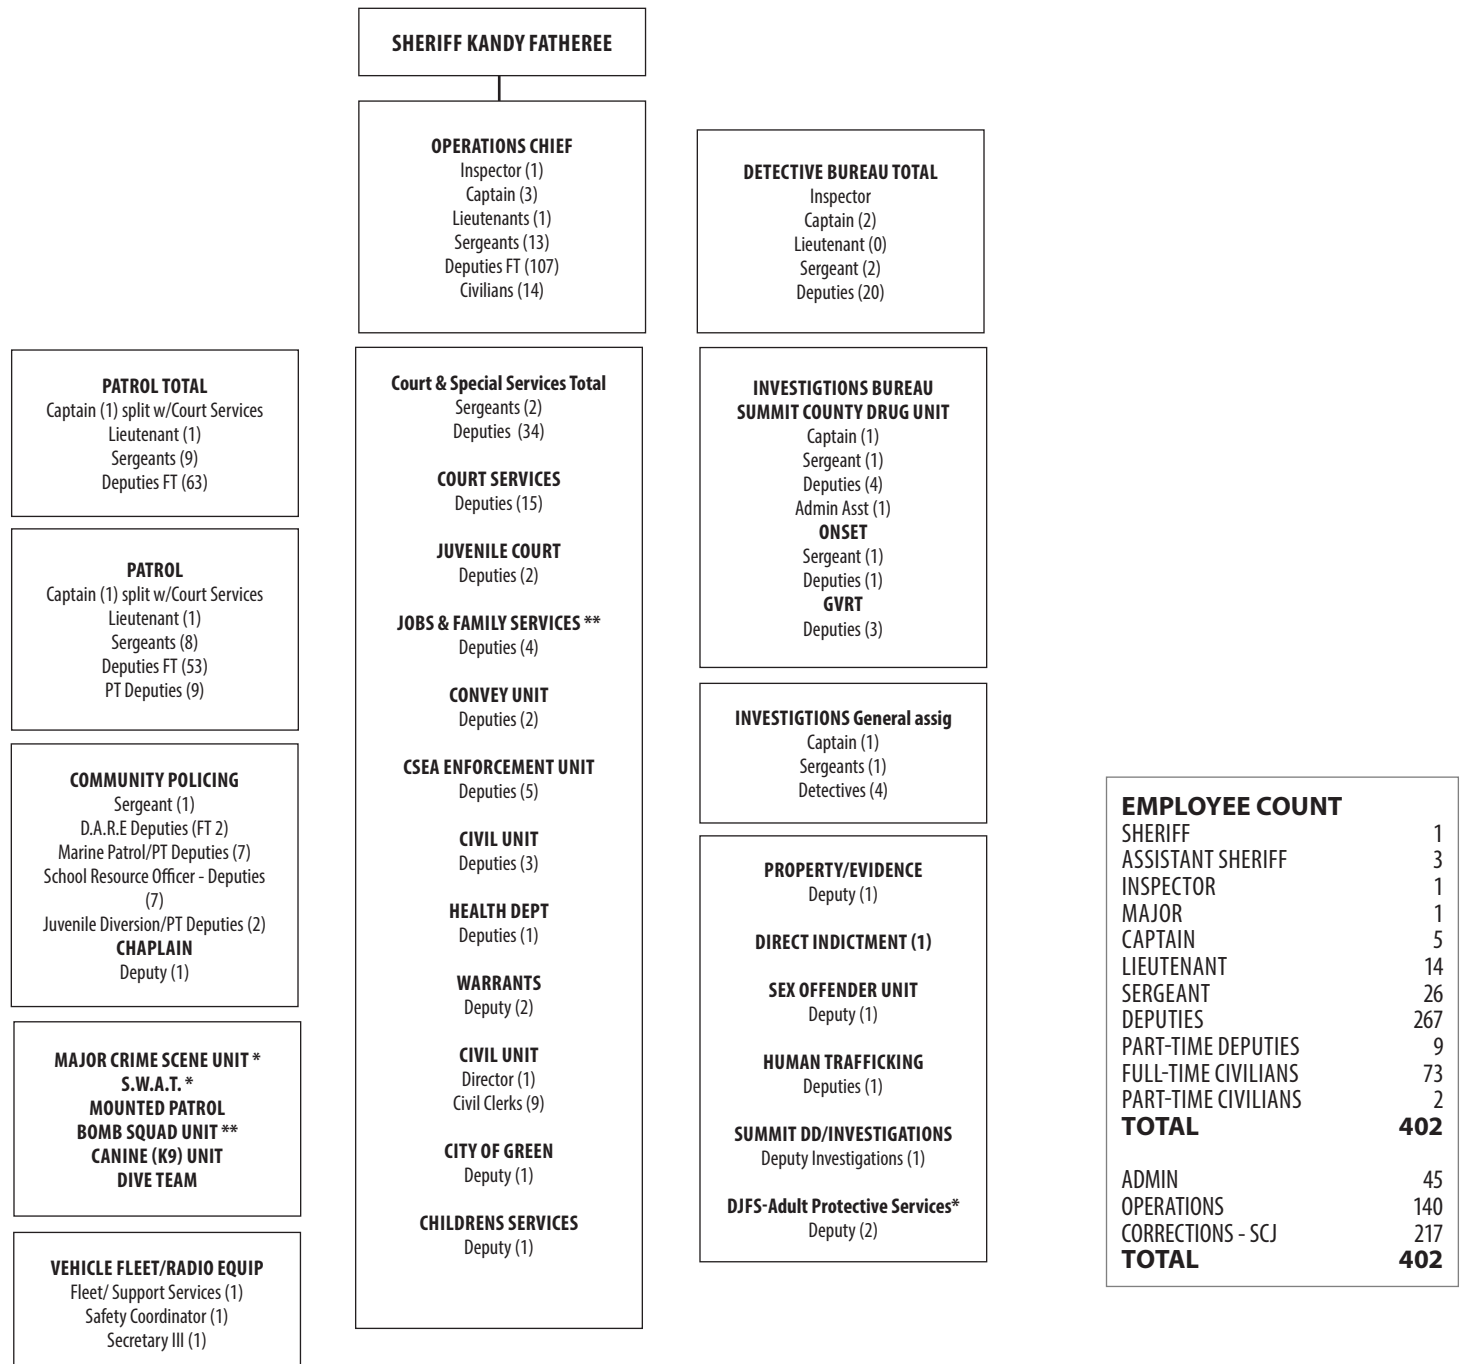 SHERIFF KANDY FATHEREE
OPERATIONS CHIEF
Inspector (1)
Captain (3)
Lieutenants (1)
Sergeants (13)
Deputies FT (107)
Civilians (14)
DETECTIVE BUREAU TOTAL
Inspector
Captain (2)
Lieutenant (0)
Sergeant (2)
Deputies (20)
PATROL TOTAL
Captain (1) split w/Court Services
Lieutenant (1)
Sergeants (9)
Deputies FT (63)
PATROL
Captain (1) split w/Court Services
Lieutenant (1)
Sergeants (8)
Deputies FT (53)
PT Deputies (9)
COMMUNITY POLICING
Sergeant (1)
D.A.R.E Deputies (FT 2)
Marine Patrol/PT Deputies (7)
School Resource Officer - Deputies
(7)
Juvenile Diversion/PT Deputies (2)
CHAPLAIN
Deputy (1)
MAJOR CRIME SCENE UNIT *
S.W.A.T. *
MOUNTED PATROL
BOMB SQUAD UNIT **
CANINE (K9) UNIT
DIVE TEAM
VEHICLE FLEET/RADIO EQUIP
Fleet/ Support Services (1)
Safety Coordinator (1)
Secretary III (1)
Court & Special Services Total
Sergeants (2)
Deputies (34)
COURT SERVICES
Deputies (15)
JUVENILE COURT
Deputies (2)
JOBS & FAMILY SERVICES **
Deputies (4)
CONVEY UNIT
Deputies (2)
CSEA ENFORCEMENT UNIT
Deputies (5)
CIVIL UNIT
Deputies (3)
HEALTH DEPT
Deputies (1)
WARRANTS
Deputy (2)
CIVIL UNIT
Director (1)
Civil Clerks (9)
CITY OF GREEN
Deputy (1)
CHILDRENS SERVICES
Deputy (1)
INVESTIGTIONS BUREAU
SUMMIT COUNTY DRUG UNIT
Captain (1)
Sergeant (1)
Deputies (4)
Admin Asst (1)
ONSET
Sergeant (1)
Deputies (1)
GVRT
Deputies (3)
INVESTIGTIONS General assig
Captain (1)
Sergeants (1)
Detectives (4)
PROPERTY/EVIDENCE
Deputy (1)
DIRECT INDICTMENT (1)
SEX OFFENDER UNIT
Deputy (1)
HUMAN TRAFFICKING
Deputies (1)
SUMMIT DD/INVESTIGATIONS
Deputy Investigations (1)
DJFS-Adult Protective Services*
Deputy (2)
EMPLOYEE COUNT
SHERIFF 1
ASSISTANT SHERIFF 3
INSPECTOR 1
MAJOR 1
CAPTAIN 5
LIEUTENANT 14
SERGEANT 26
DEPUTIES 267
PART-TIME DEPUTIES 9
FULL-TIME CIVILIANS 73
PART-TIME CIVILIANS 2
TOTAL 402
ADMIN 45
OPERATIONS 140
CORRECTIONS - SCJ 217
TOTAL 402